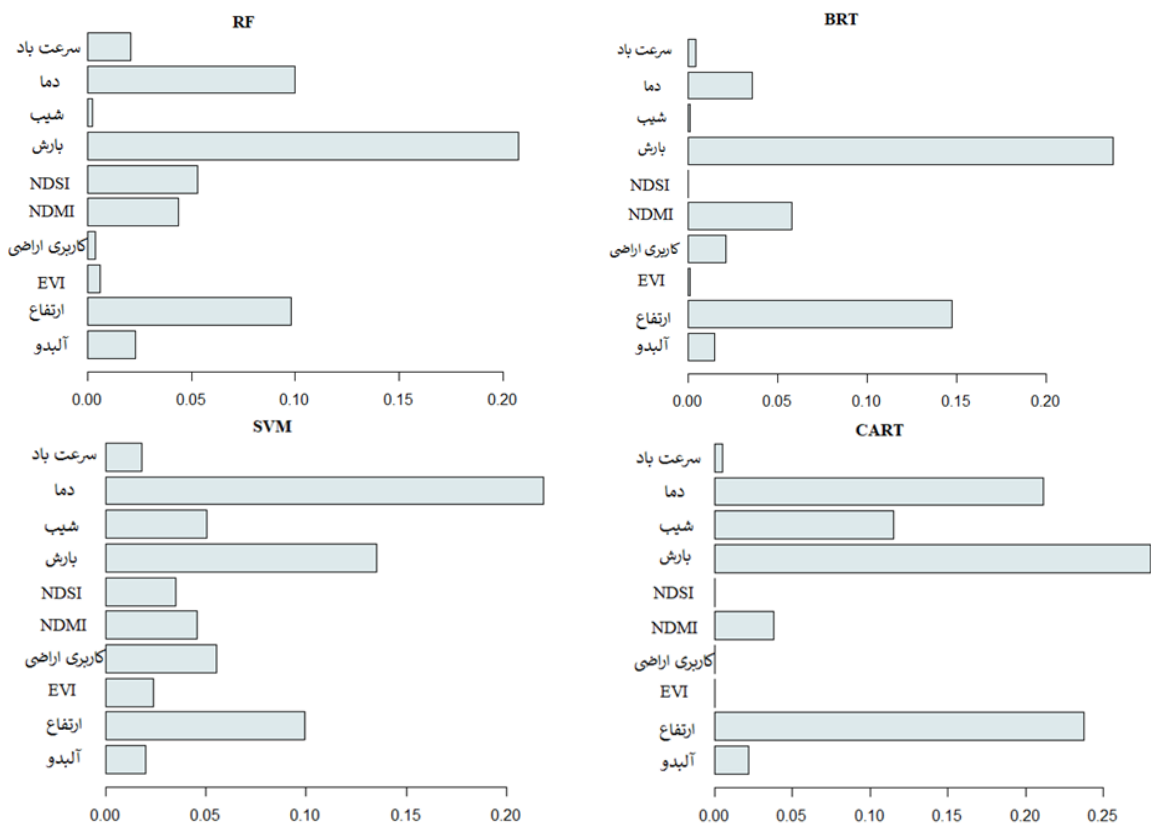 RF
سرعت باد
دما
شیب
بارش
NDSI
NDMI
کاربری اراضی
EVI
ارتفاع
آلبدو
0.00 0.05 0.10 0.15 0.20
BRT
سرعت باد
دما
شیب
بارش
NDSI
NDMI
کاربری اراضی
EVI
ارتفاع
آلبدو
0.00 0.05 0.10 0.15 0.20
SVM
سرعت باد
دما
شیب
بارش
NDSI
NDMI
کاربری اراضی
EVI
ارتفاع
آلبدو
0.00 0.05 0.10 0.15 0.20
CART
سرعت باد
دما
شیب
بارش
NDSI
NDMI
کاربری اراضی
EVI
ارتفاع
آلبدو
0.00 0.05 0.10 0.15 0.20 0.25